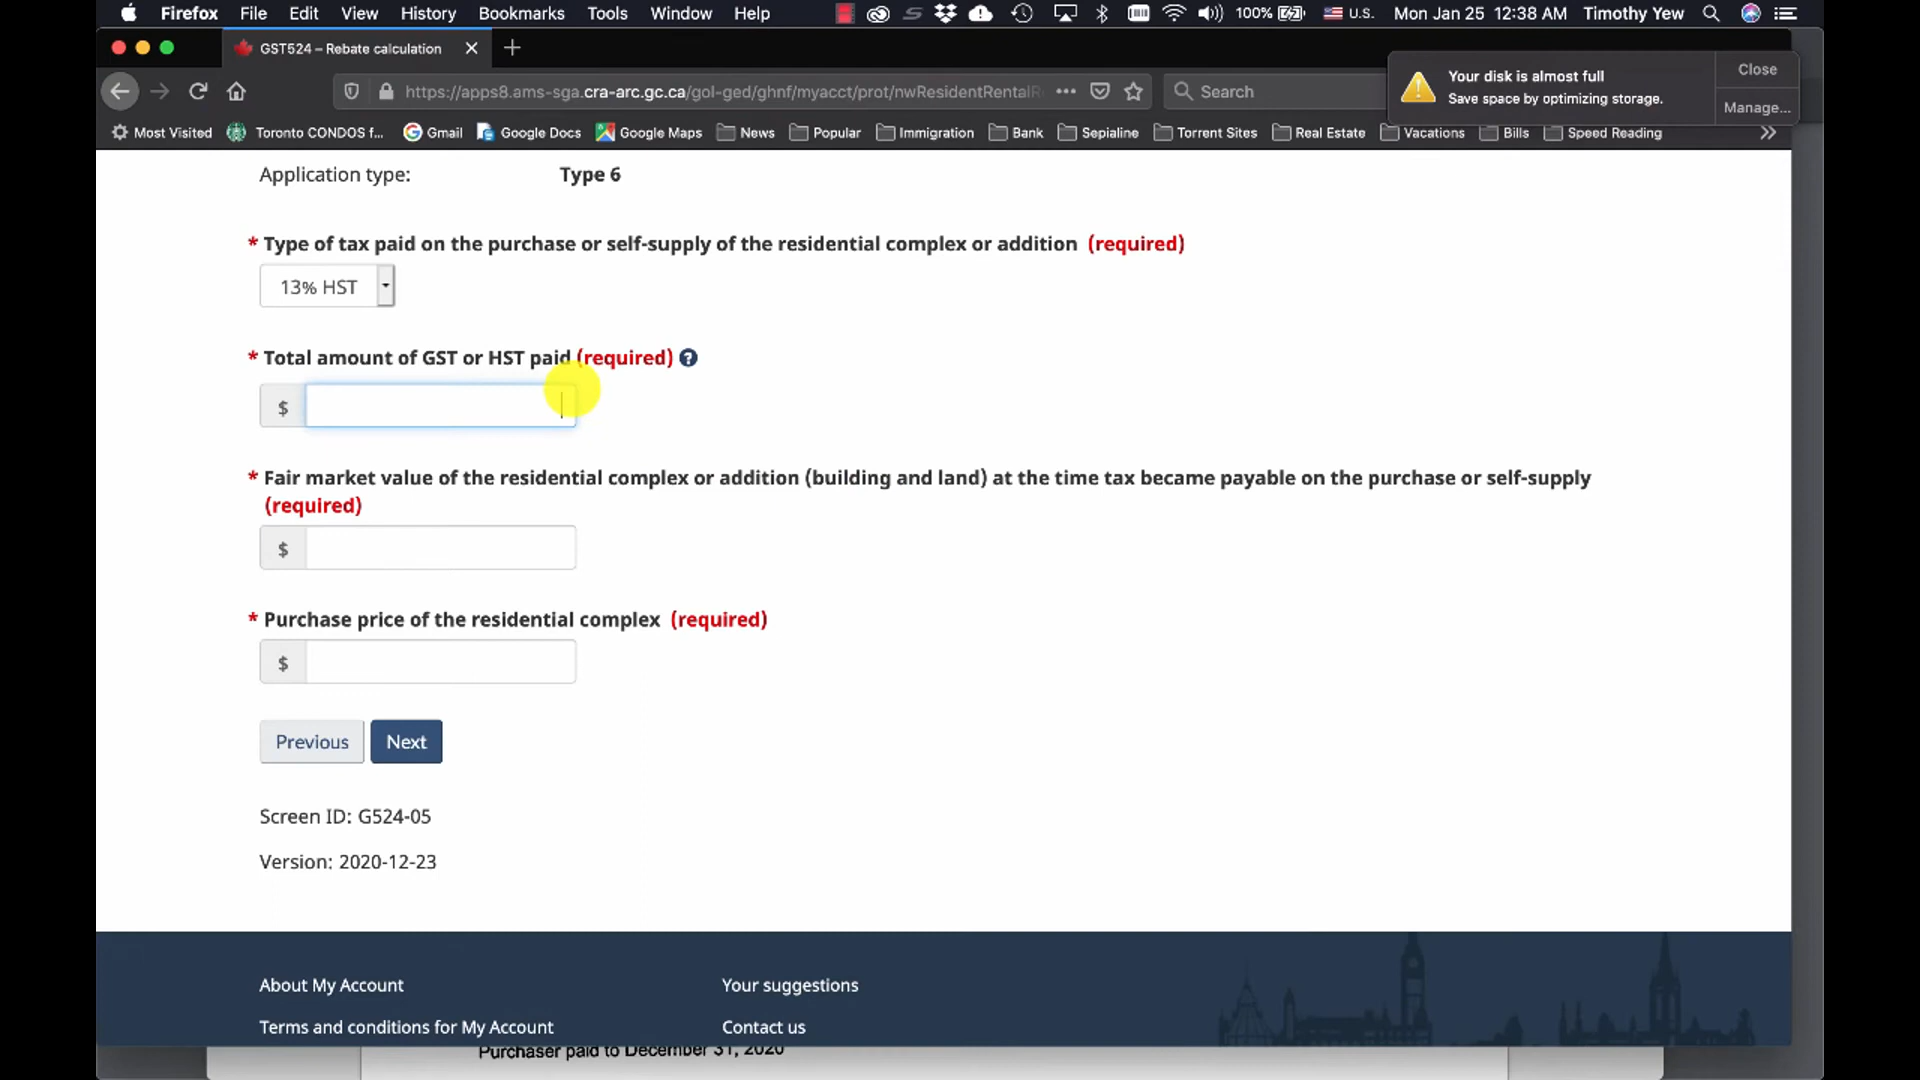 Firefox File Edit View History Bookmarks Tools Window Help 100% U.S. Mon Jan 25 12:38 AM Timothy Yew
GST524 – Rebate calculation
Your disk is almost full
Save space by optimizing storage.
Close
Manage...
https://apps8.ams-sga.cra-arc.gc.ca/gol-ged/ghnf/myacct/prot/nwResidentRentalR
Search
Most Visited Toronto CONDOS f... Gmail Google Docs Google Maps News Popular Immigration Bank Sepialine Torrent Sites Real Estate Vacations Bills Speed Reading
Application type: Type 6
* Type of tax paid on the purchase or self-supply of the residential complex or addition (required)
13% HST
* Total amount of GST or HST paid (required) ?
$
* Fair market value of the residential complex or addition (building and land) at the time tax became payable on the purchase or self-supply
(required)
$
* Purchase price of the residential complex (required)
$
Previous Next
Screen ID: G524-05
Version: 2020-12-23
About My Account Your suggestions
Terms and conditions for My Account Contact us
Purchaser paid to December 31, 2020